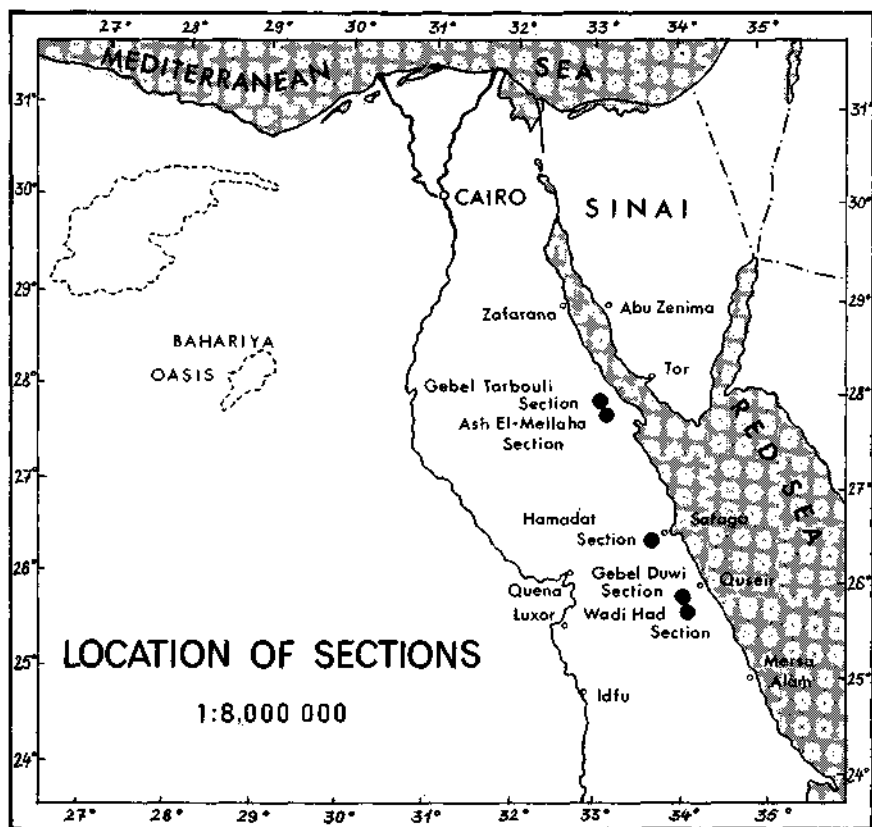 27° 28° 29° 30° 31° 32° 33° 34° 35°
MEDITERRANEAN SEA
31° 31°
30° 30°
CAIRO
SINAI
29° 29°
Zafarana Abu Zenima
BAHARIYA
OASIS
Tor
28° 28°
Gebel Tarbouli
Section
Ash El-Mellaha
Section
RED SEA
27° 27°
Hamadat
Section
Safaga
26° 26°
Gebel Duwi
Section
Quseir
Quena
Luxor
Wadi Had
Section
25° 25°
LOCATION OF SECTIONS
1:8,000 000
Mersa
Alam
Idfu
24° 24°
27° 28° 29° 30° 31° 32° 33° 34° 35°